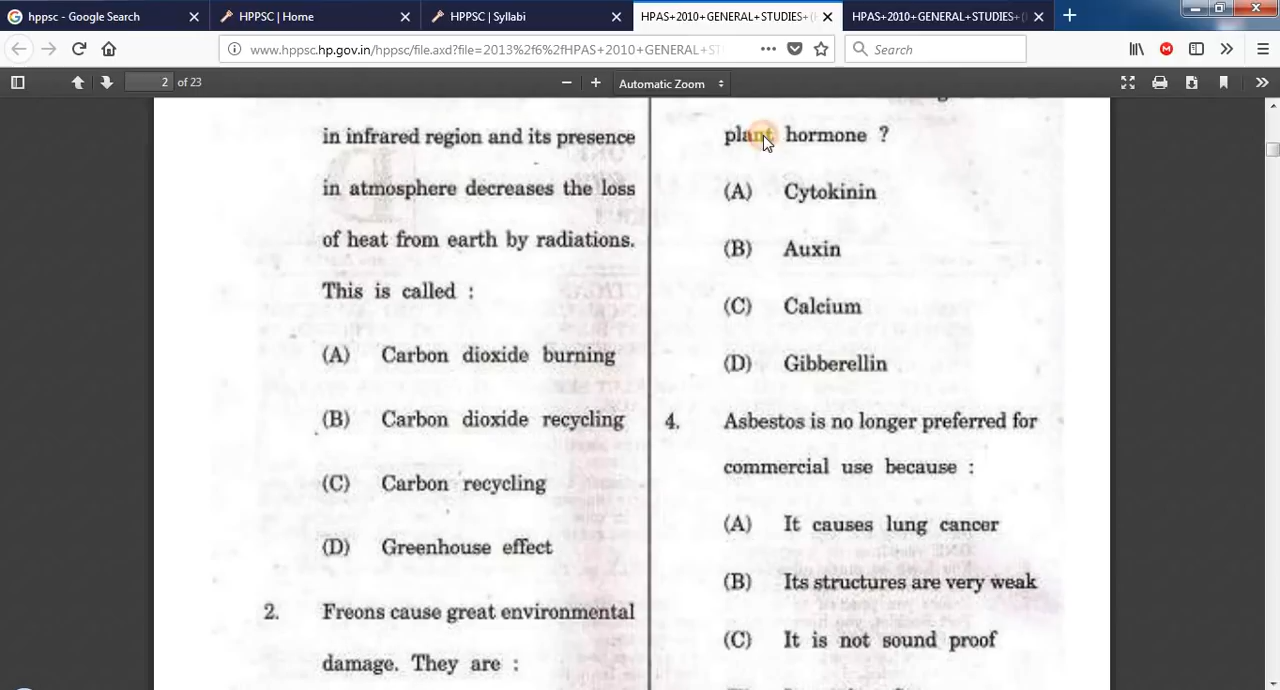 hppsc - Google Search
HPPSC | Home
HPPSC | Syllabi
HPAS+2010+GENERAL+STUDIES+(H
HPAS+2010+GENERAL+STUDIES+(
www.hppsc.hp.gov.in/hppsc/file.axd?file=2013%2f6%2fHPAS+2010+GENERAL+ST
Search
2 of 23
Automatic Zoom
in infrared region and its presence
in atmosphere decreases the loss
of heat from earth by radiations.
This is called :
(A) Carbon dioxide burning
(B) Carbon dioxide recycling
(C) Carbon recycling
(D) Greenhouse effect
2. Freons cause great environmental
damage. They are :
plant hormone ?
(A) Cytokinin
(B) Auxin
(C) Calcium
(D) Gibberellin
4. Asbestos is no longer preferred for
commercial use because :
(A) It causes lung cancer
(B) Its structures are very weak
(C) It is not sound proof